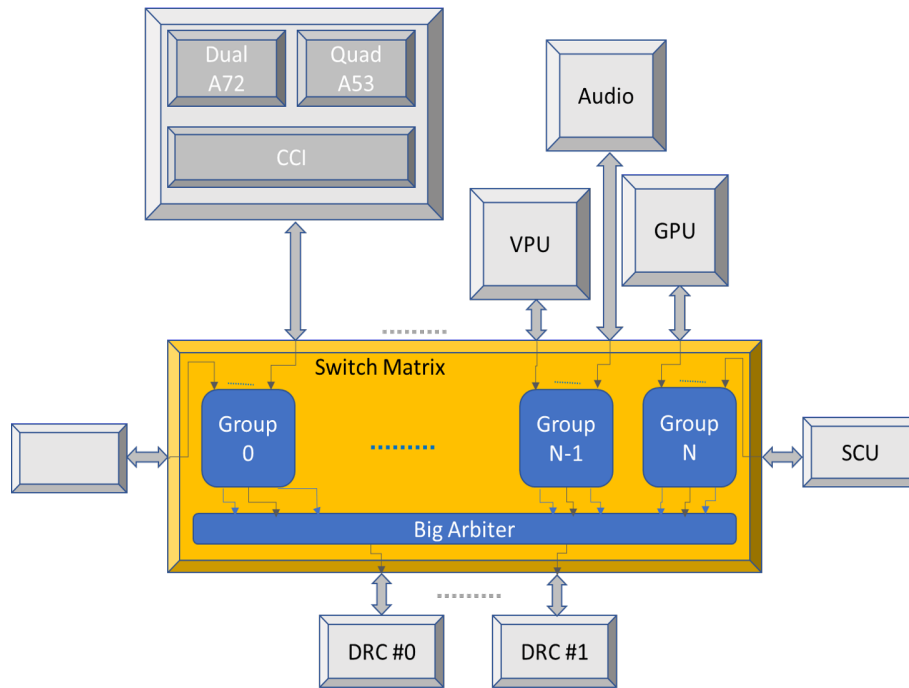 Dual
A72
Quad
A53
CCI
Audio
VPU
GPU
Switch Matrix
Group
0
Group
N-1
Group
N
SCU
Big Arbiter
DRC #0
DRC #1